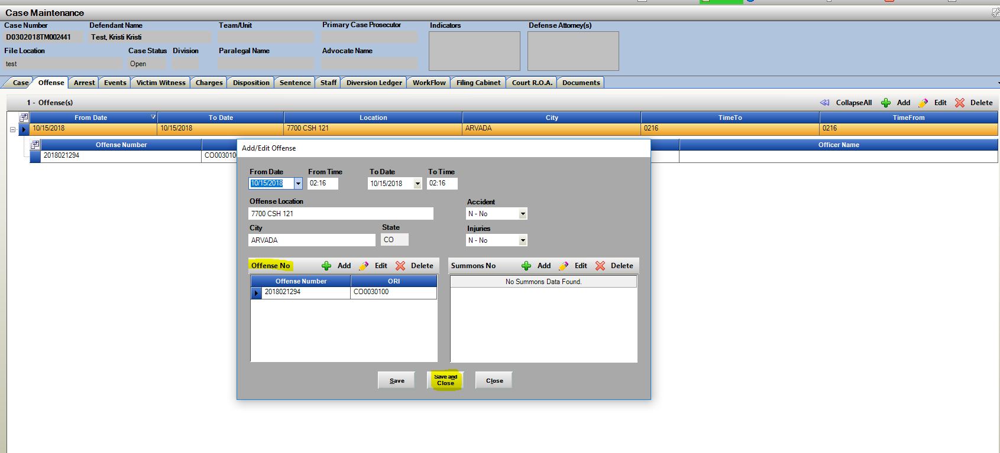 Case Maintenance
Case Number Defendant Name Team/Unit Primary Case Prosecutor Indicators Defense Attorney(s)
D0302018TM002441 Test, Kristi Kristi
File Location Case Status Division Paralegal Name Advocate Name
test Open
Case Offense Arrest Events Victim Witness Charges Disposition Sentence Staff Diversion Ledger WorkFlow Filing Cabinet Court R.O.A. Documents
1 - Offense(s) CollapseAll Add Edit Delete
From Date To Date Location City TimeTo TimeFrom
10/15/2018 10/15/2018 7700 CSH 121 ARVADA 0216 0216
Offense Number Officer Name
2018021294 CO003010
Add/Edit Offense
From Date From Time To Date To Time
10/15/2018 02:16 10/15/2018 02:16
Offense Location Accident
7700 CSH 121 N - No
City State Injuries
ARVADA CO N - No
Offense No Add Edit Delete Summons No Add Edit Delete
Offense Number ORI No Summons Data Found.
2018021294 CO0030100
Save Save and Close Close